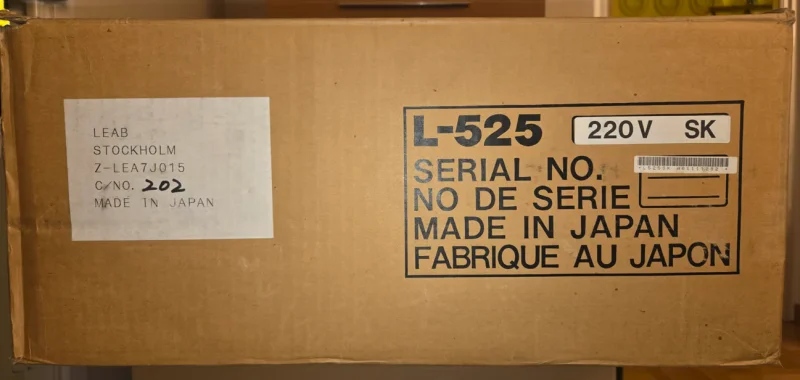 LEAB
STOCKHOLM
Z-LEA7J015
C/NO. 202
MADE IN JAPAN
L-525 220V SK
SERIAL NO.
NO DE SERIE
MADE IN JAPAN
FABRIQUE AU JAPON